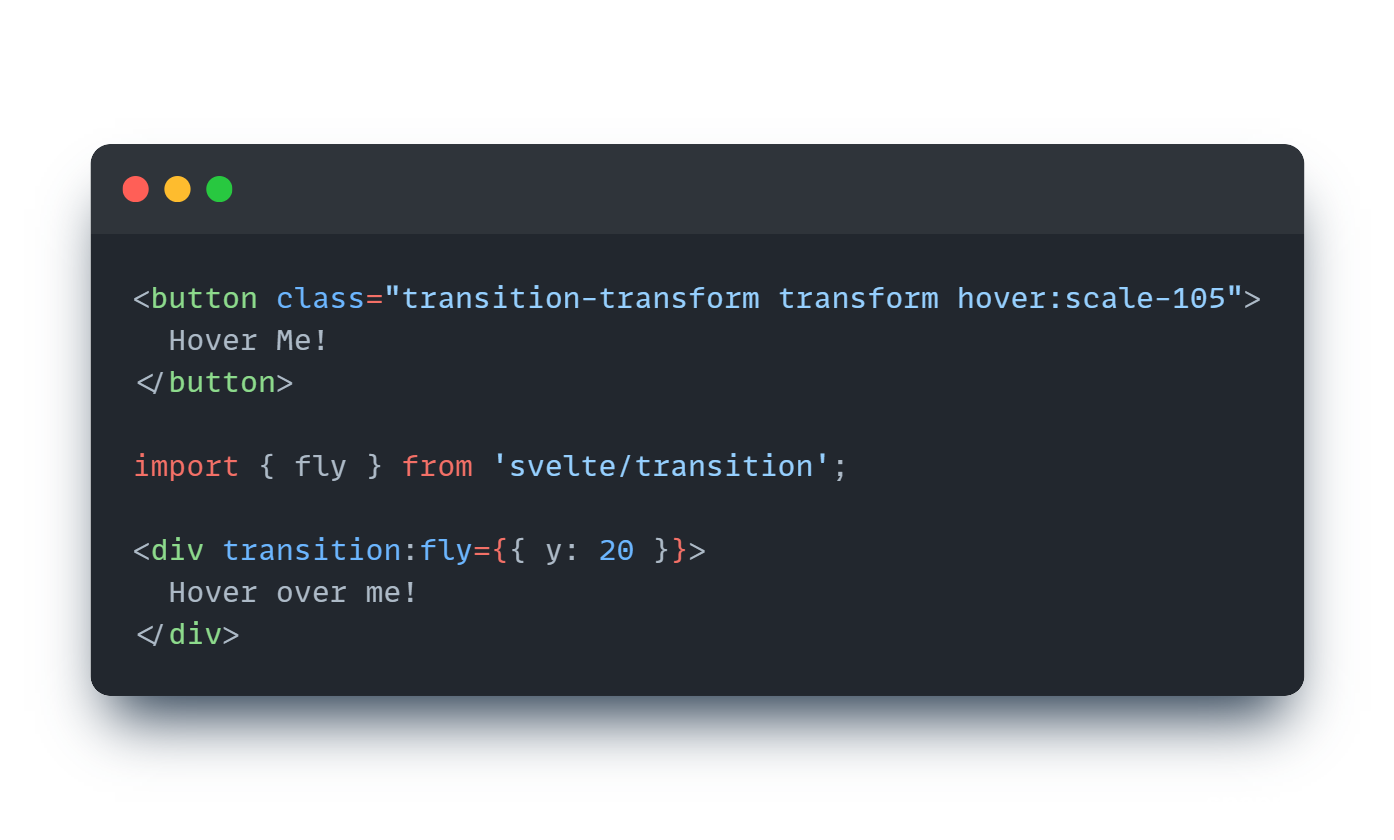 <button class="transition-transform transform hover:scale-105">
  Hover Me!
</button>

import { fly } from 'svelte/transition';

<div transition:fly={{ y: 20 }}>
  Hover over me!
</div>